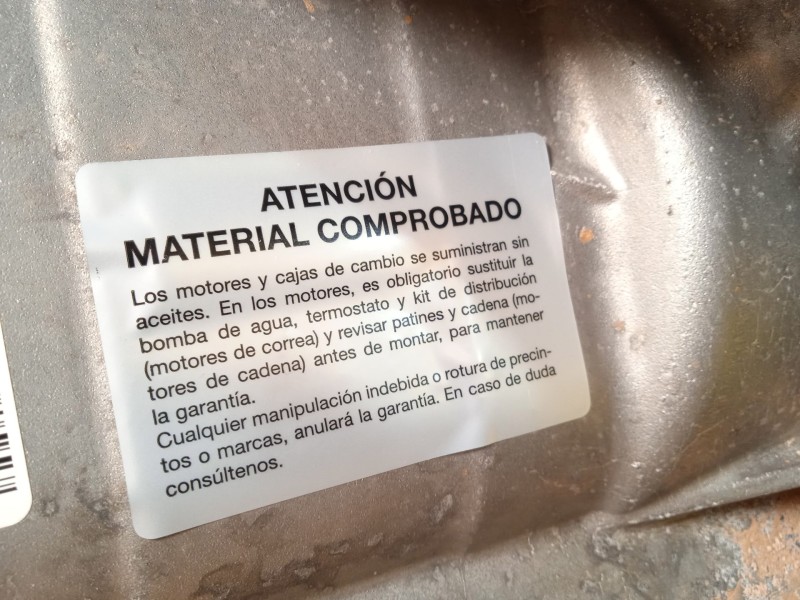 ATENCIÓN
MATERIAL COMPROBADO
Los motores y cajas de cambio se suministran sin
aceites. En los motores, es obligatorio sustituir la
bomba de agua, termostato y kit de distribución
(motores de correa) y revisar patines y cadena (mo-
tores de cadena) antes de montar, para mantener
la garantía.
Cualquier manipulación indebida o rotura de precin-
tos o marcas, anulará la garantía. En caso de duda
consúltenos.